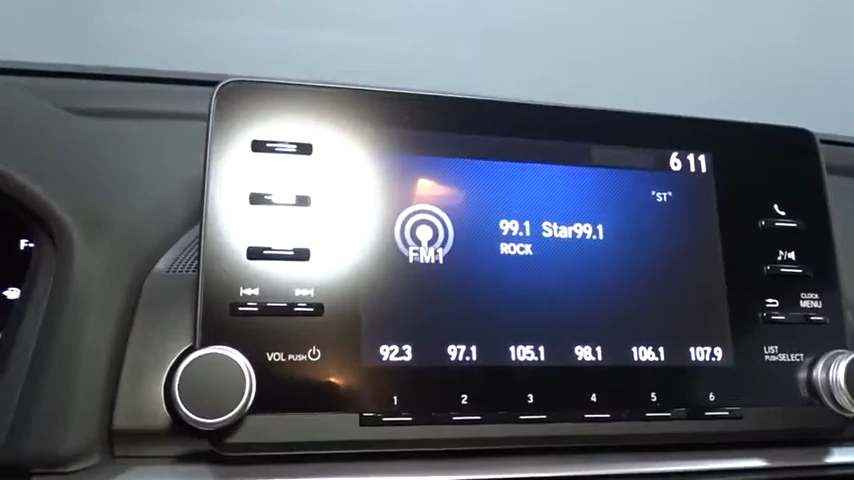 6 11
"ST"
99.1 Star99.1
ROCK
FM1
92.3 97.1 105.1 98.1 106.1 107.9
1 2 3 4 5 6
VOL PUSH
CLOCK
MENU
LIST
PUSH SELECT
F